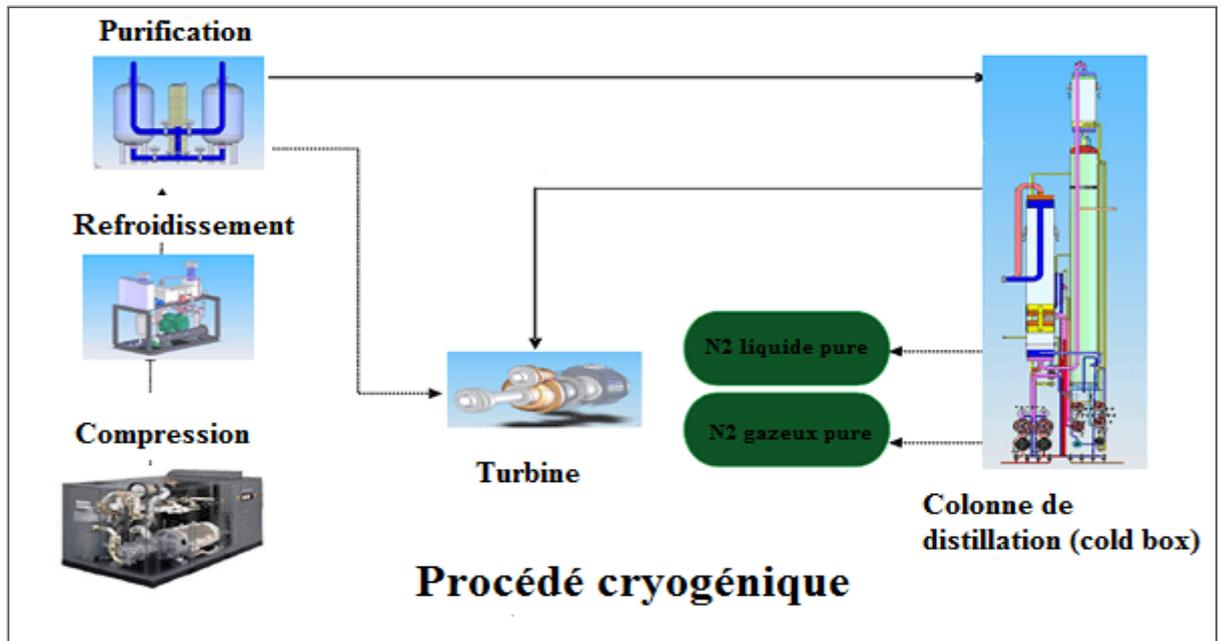 Purification
Refroidissement
Compression
Turbine
N2 liquide pure
N2 gazeux pure
Colonne de
distillation (cold box)
Procédé cryogénique